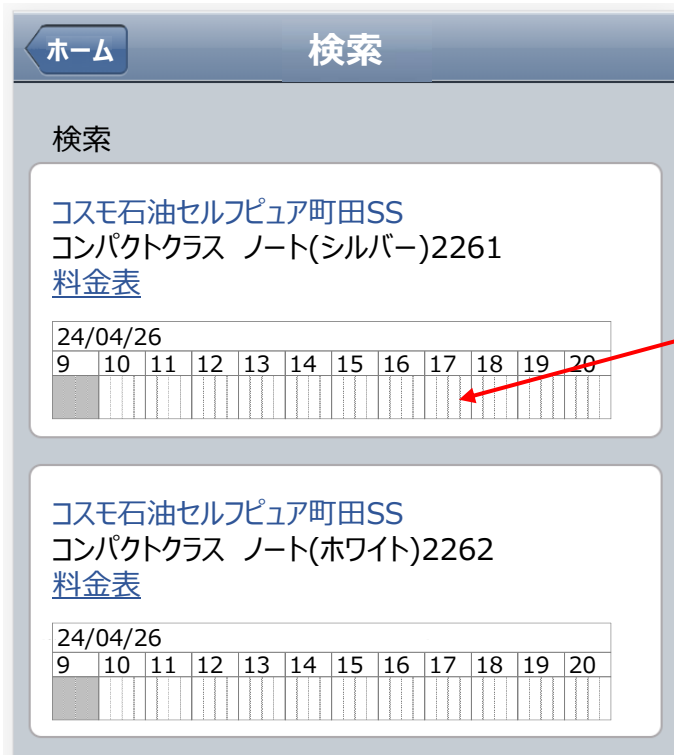 ホーム
検索
検索
コスモ石油セルフピュア町田SS
コンパクトクラス ノート(シルバー)2261
料金表
24/04/26
9 10 11 12 13 14 15 16 17 18 19 20
コスモ石油セルフピュア町田SS
コンパクトクラス ノート(ホワイト)2262
料金表
24/04/26
9 10 11 12 13 14 15 16 17 18 19 20